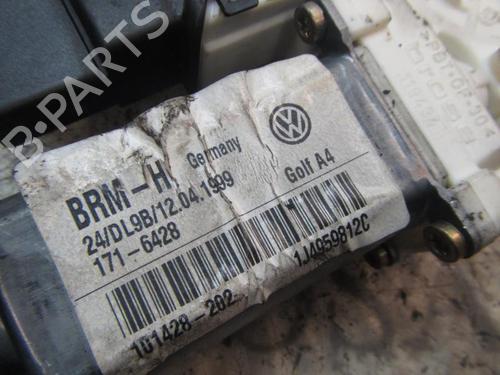 BRM-H Germany
24/DL9B/12.04.1999 Golf A4
171-6428
101428-202
1J4959812C
B-PARTS